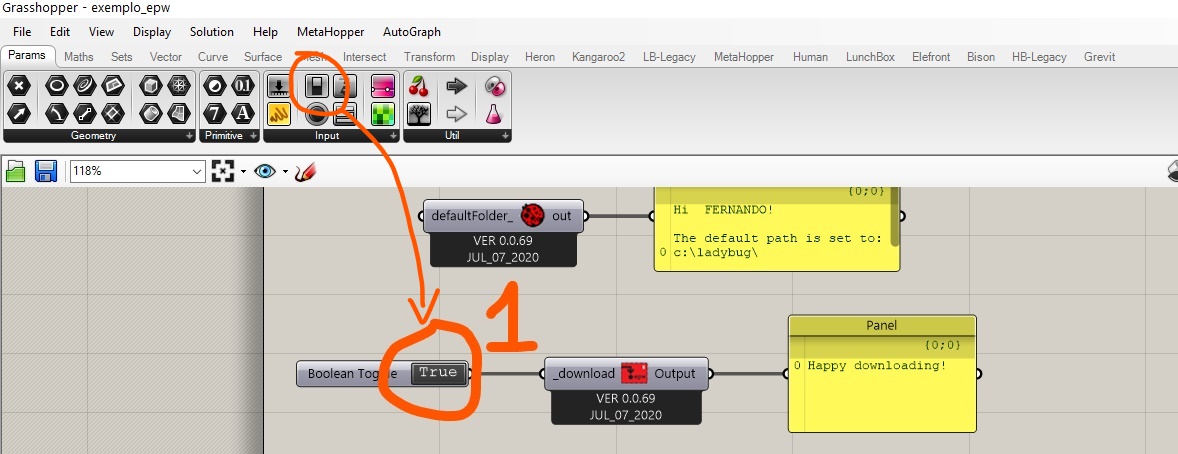 Grasshopper - exemplo_epw
File Edit View Display Solution Help MetaHopper AutoGraph
Params Maths Sets Vector Curve Surface Mesh Intersect Transform Display Heron Kangaroo2 LB-Legacy MetaHopper Human LunchBox Elefront Bison HB-Legacy Grevit
0.1
7 A
Geometry Primitive Input Util
118%
{0;0}
defaultFolder_ out
Hi FERNANDO!
VER 0.0.69
JUL_07_2020
The default path is set to:
0 c:\ladybug\
1
Panel
{0;0}
Boolean Toggle True
_download Output
0 Happy downloading!
VER 0.0.69
JUL_07_2020